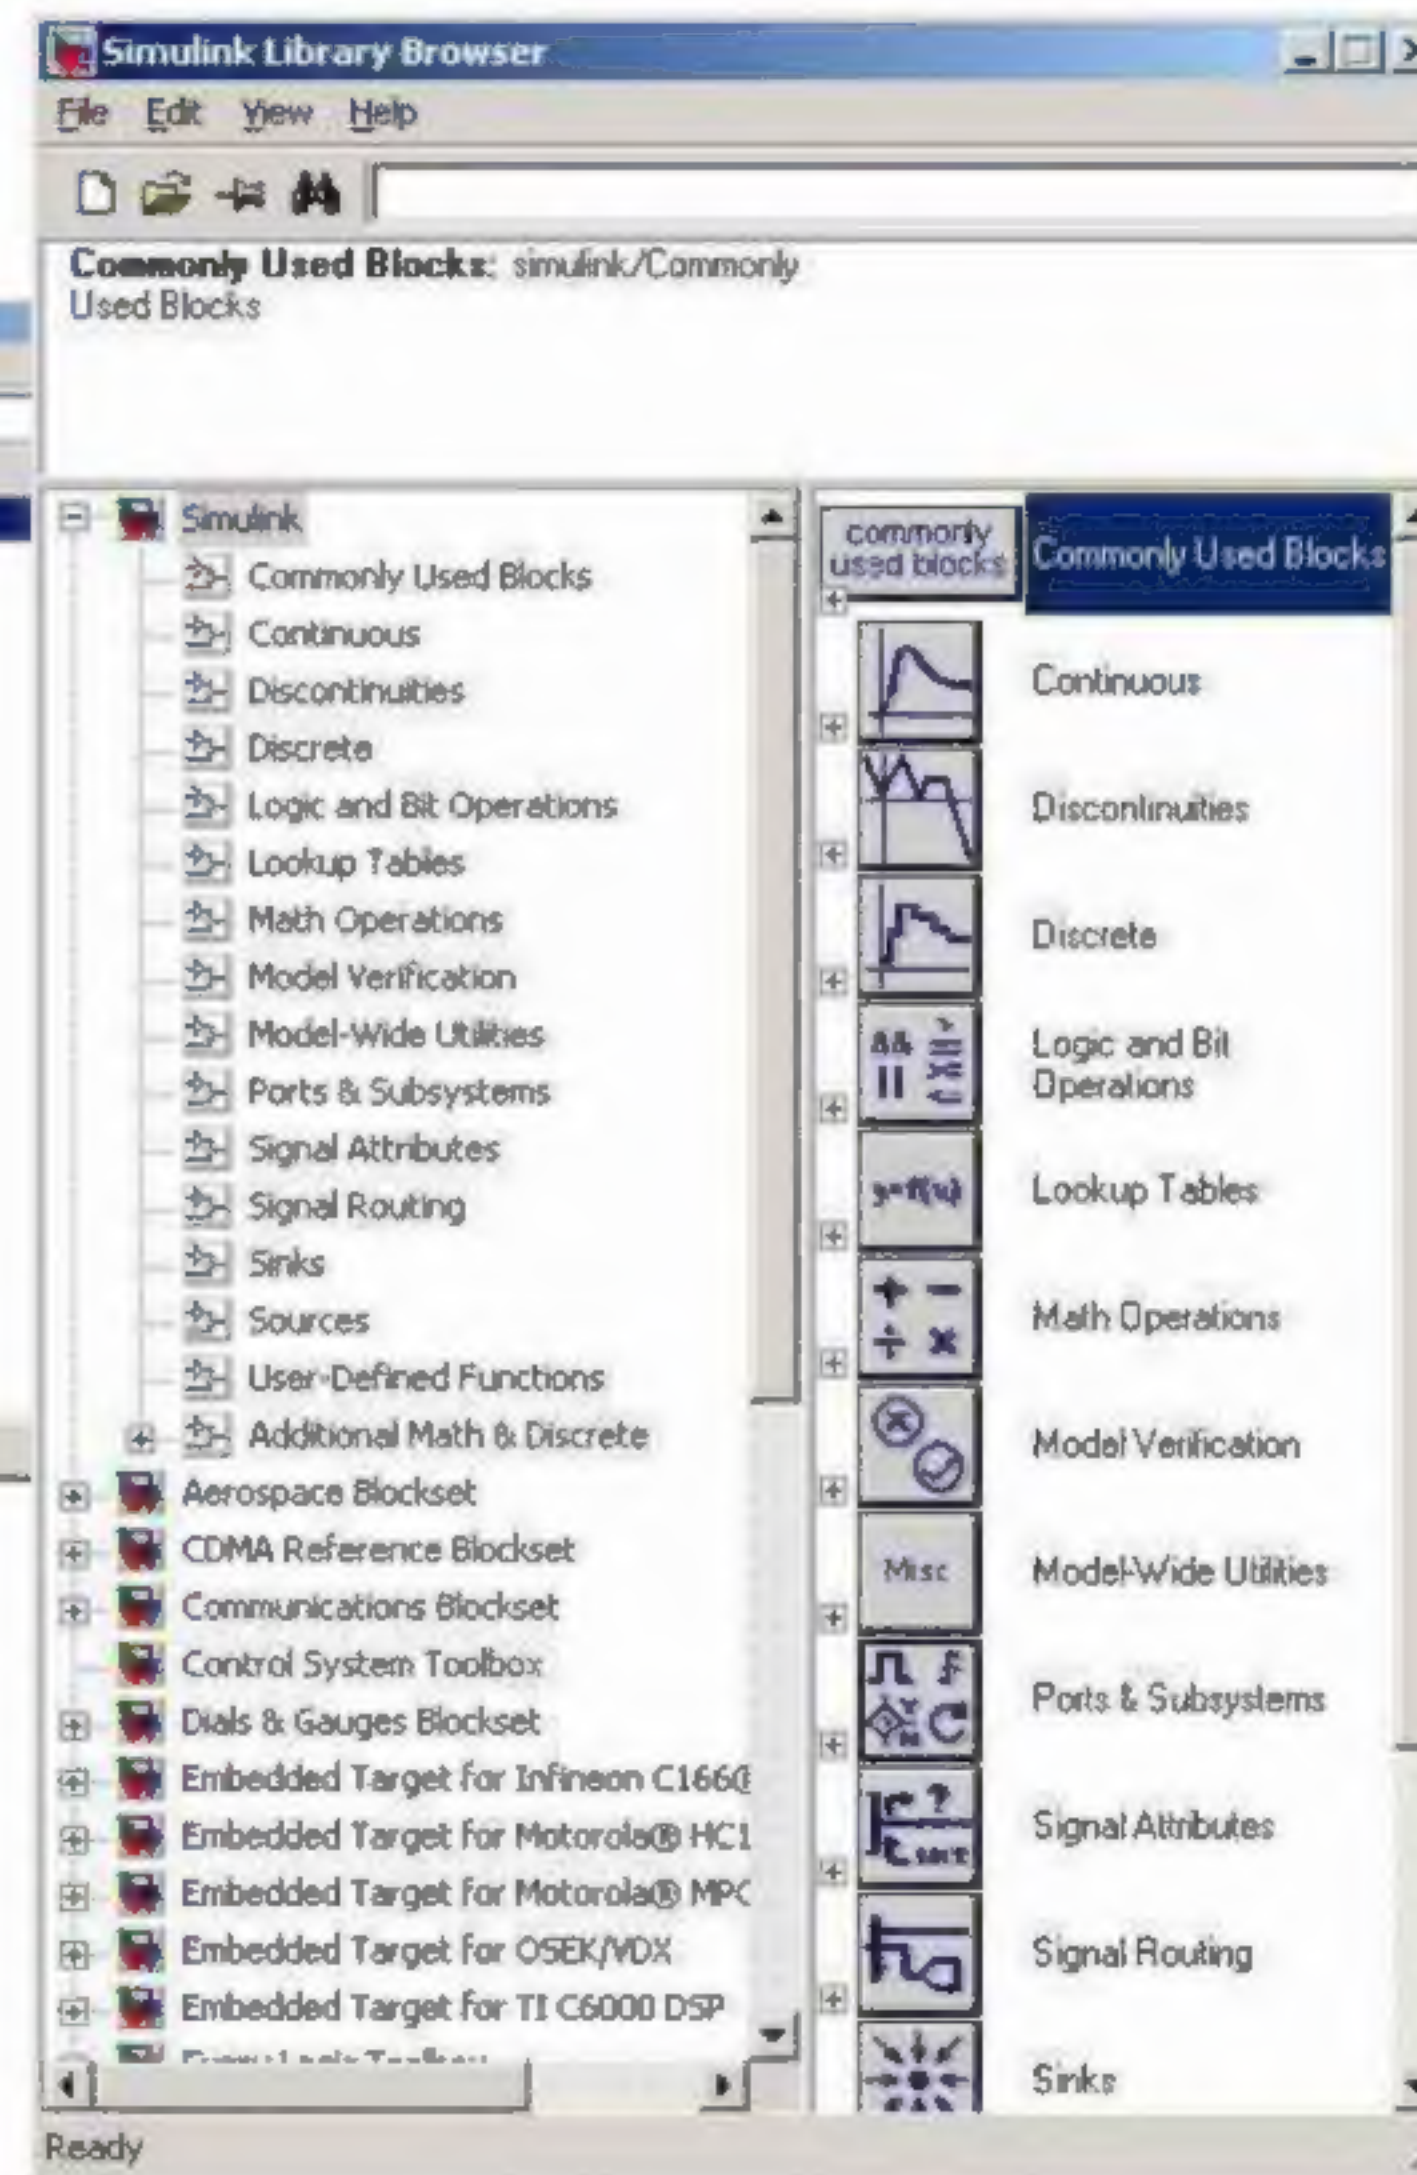 Simulink Library Browser
File Edit View Help
Commonly Used Blocks: simulink/Commonly
Used Blocks
Simulink
Commonly Used Blocks
Continuous
Discontinuities
Discrete
Logic and Bit Operations
Lookup Tables
Math Operations
Model Verification
Model-Wide Utilities
Ports & Subsystems
Signal Attributes
Signal Routing
Sinks
Sources
User-Defined Functions
Additional Math & Discrete
Aerospace Blockset
CDMA Reference Blockset
Communications Blockset
Control System Toolbox
Dials & Gauges Blockset
Embedded Target for Infineon C166®
Embedded Target for Motorola® HC1
Embedded Target for Motorola® MPC
Embedded Target for OSEK/VDX
Embedded Target for TI C6000 DSP
commonly
used blocks
Commonly Used Blocks
Continuous
Discontinuities
Discrete
Logic and Bit
Operations
y=f(u)
Lookup Tables
Math Operations
Model Verification
Misc
Model-Wide Utilities
Ports & Subsystems
Signal Attributes
Signal Routing
Sinks
Ready